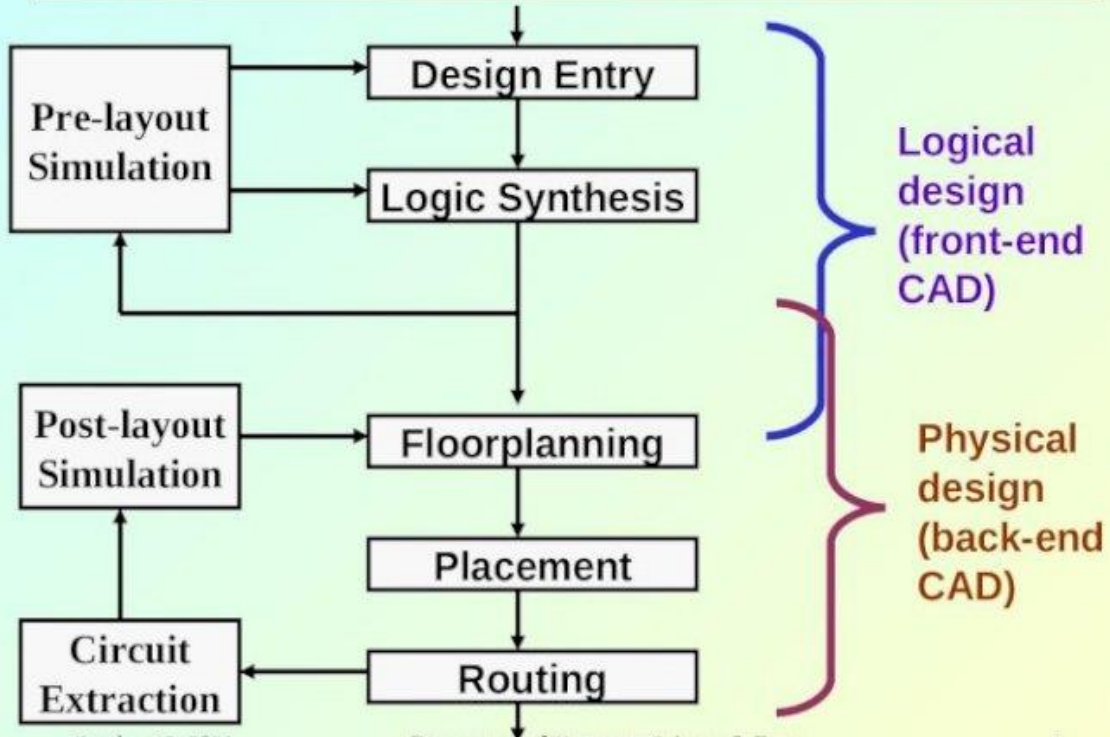 Design Entry
Pre-layout
Simulation
Logic Synthesis
Logical
design
(front-end
CAD)
Post-layout
Simulation
Floorplanning
Physical
design
(back-end
CAD)
Placement
Circuit
Extraction
Routing